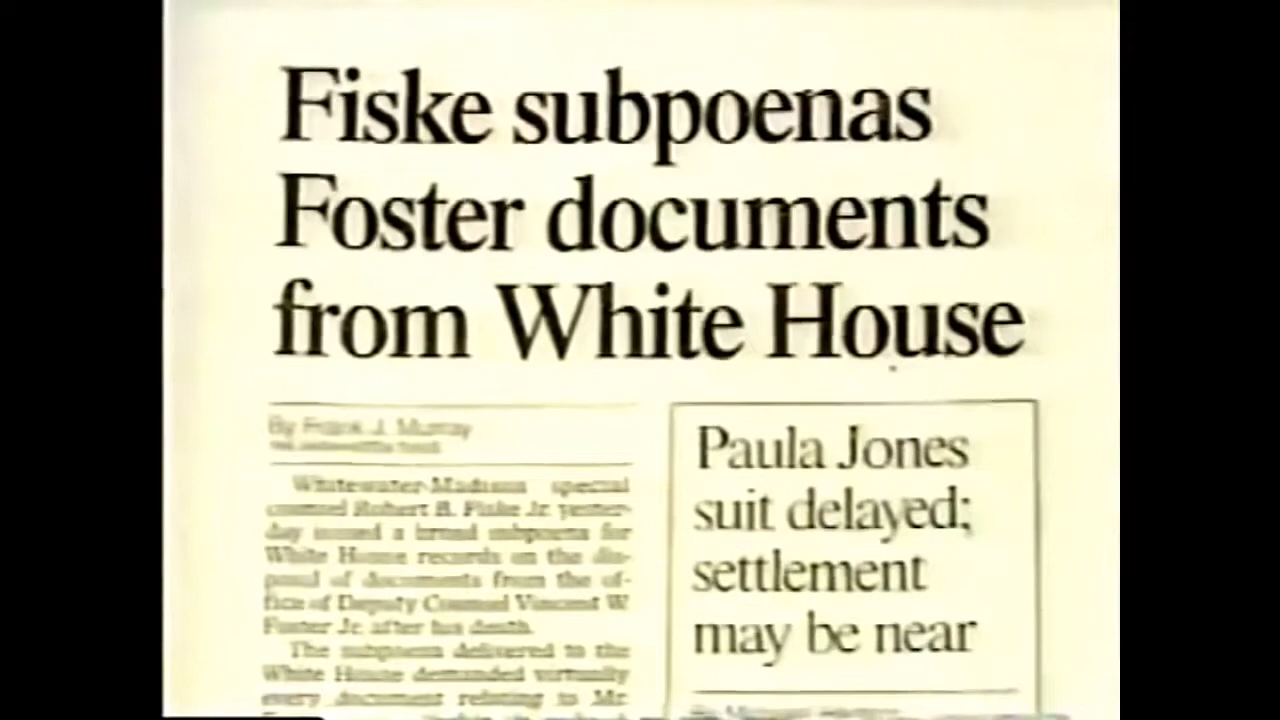 Fiske subpoenas
Foster documents
from White House
By Frank J. Murray
THE WASHINGTON TIMES
Whitewater-Madison special
counsel Robert B. Fiske Jr. yester-
day issued a broad subpoena for
White House records on the dis-
posal of documents from the of-
fice of Deputy Counsel Vincent W.
Foster Jr. after his death.
The subpoena delivered to the
White House demanded virtually
every document relating to Mr.
Paula Jones
suit delayed;
settlement
may be near